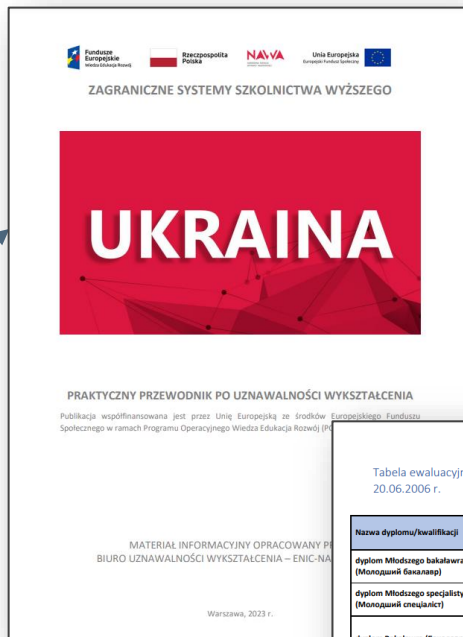 Fundusze
Europejskie
Wiedza Edukacja Rozwój
Rzeczpospolita
Polska
NAWA
Unia Europejska
Europejski Fundusz Społeczny
ZAGRANICZNE SYSTEMY SZKOLNICTWA WYŻSZEGO
UKRAINA
PRAKTYCZNY PRZEWODNIK PO UZNAWALNOŚCI WYKSZTAŁCENIA
Publikacja współfinansowana jest przez Unię Europejską ze środków Europejskiego Funduszu
Społecznego w ramach Programu Operacyjnego Wiedza Edukacja Rozwój
MATERIAŁ INFORMACYJNY OPRACOWANY
BIURO UZNAWALNOŚCI WYKSZTAŁCENIA – ENIC-NA
Warszawa, 2023 r.
Tabela ewaluacyjn
20.06.2006 r.
Nazwa dyplomu/kwalifikacji
dyplom Młodszego bakaławra
(Молодший бакалавр)
dyplom Młodszego specjalisty
(Молодший спеціаліст)